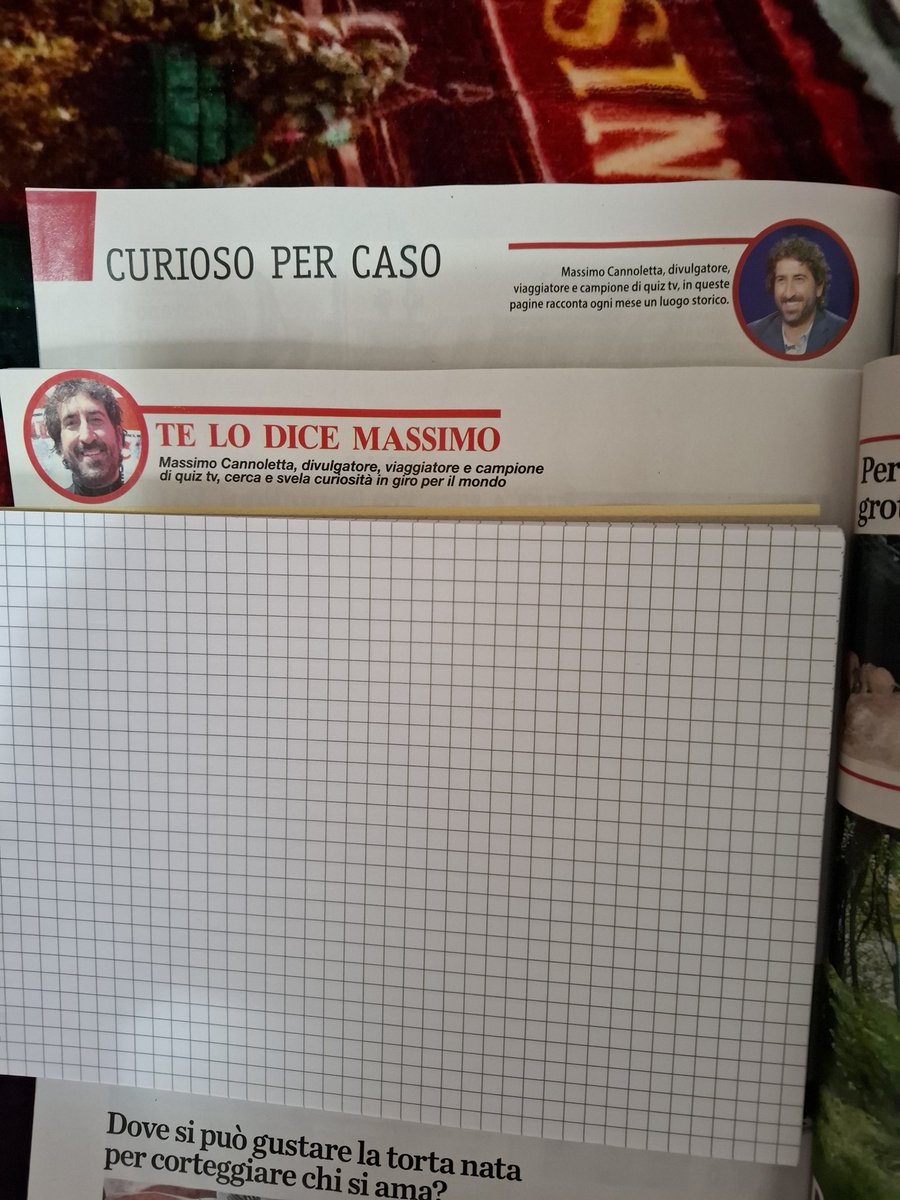 SIN
CURIOSO PER CASO
Massimo Cannoletta, divulgatore,
viaggiatore e campione di quiz tv, in queste
pagine racconta ogni mese un luogo storico.
TE LO DICE MASSIMO
Massimo Cannoletta, divulgatore, viaggiatore e campione
di quiz tv, cerca e svela curiosità in giro per il mondo
Per
Dove si può gustare la torta nata
per corteggiare chi si ama?